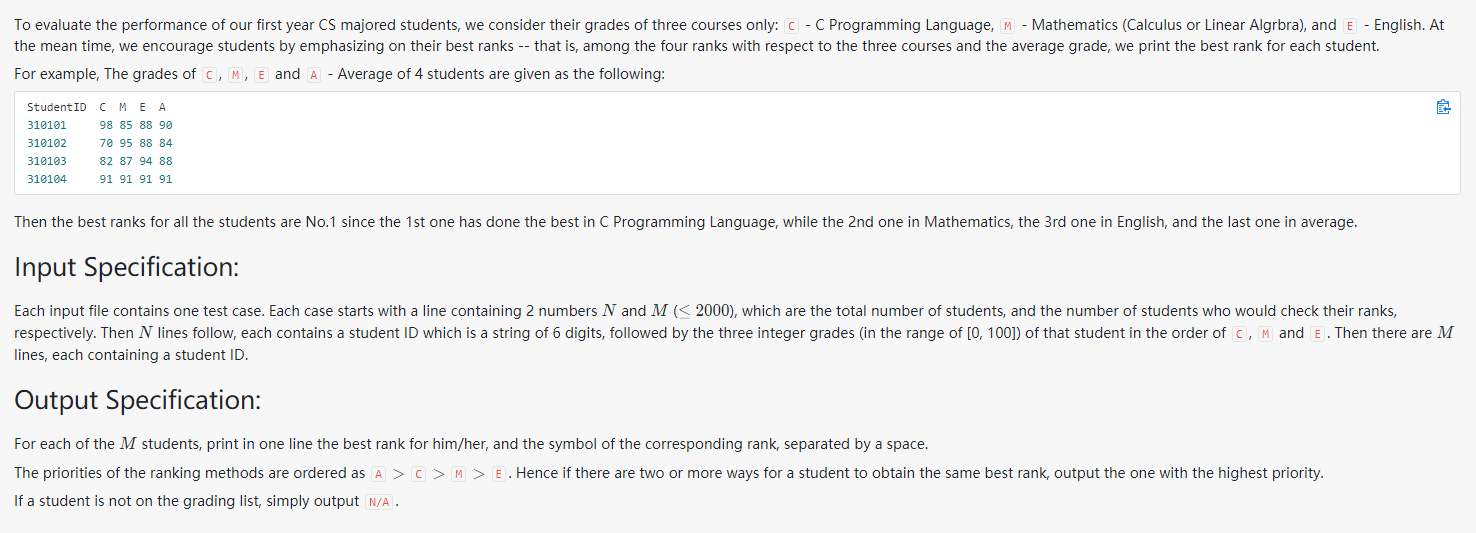 To evaluate the performance of our first year CS majored students, we consider their grades of three courses only: C - C Programming Language, M - Mathematics (Calculus or Linear Algrbra), and E - English. At
the mean time, we encourage students by emphasizing on their best ranks -- that is, among the four ranks with respect to the three courses and the average grade, we print the best rank for each student.
For example, The grades of C, M, E and A - Average of 4 students are given as the following:
StudentID C M E A
310101 98 85 88 90
310102 70 95 88 84
310103 82 87 94 88
310104 91 91 91 91
Then the best ranks for all the students are No.1 since the 1st one has done the best in C Programming Language, while the 2nd one in Mathematics, the 3rd one in English, and the last one in average.
Input Specification:
Each input file contains one test case. Each case starts with a line containing 2 numbers N and M (≤ 2000), which are the total number of students, and the number of students who would check their ranks,
respectively. Then N lines follow, each contains a student ID which is a string of 6 digits, followed by the three integer grades (in the range of [0, 100]) of that student in the order of C, M and E. Then there are M
lines, each containing a student ID.
Output Specification:
For each of the M students, print in one line the best rank for him/her, and the symbol of the corresponding rank, separated by a space.
The priorities of the ranking methods are ordered as A > C > M > E. Hence if there are two or more ways for a student to obtain the same best rank, output the one with the highest priority.
If a student is not on the grading list, simply output N/A.